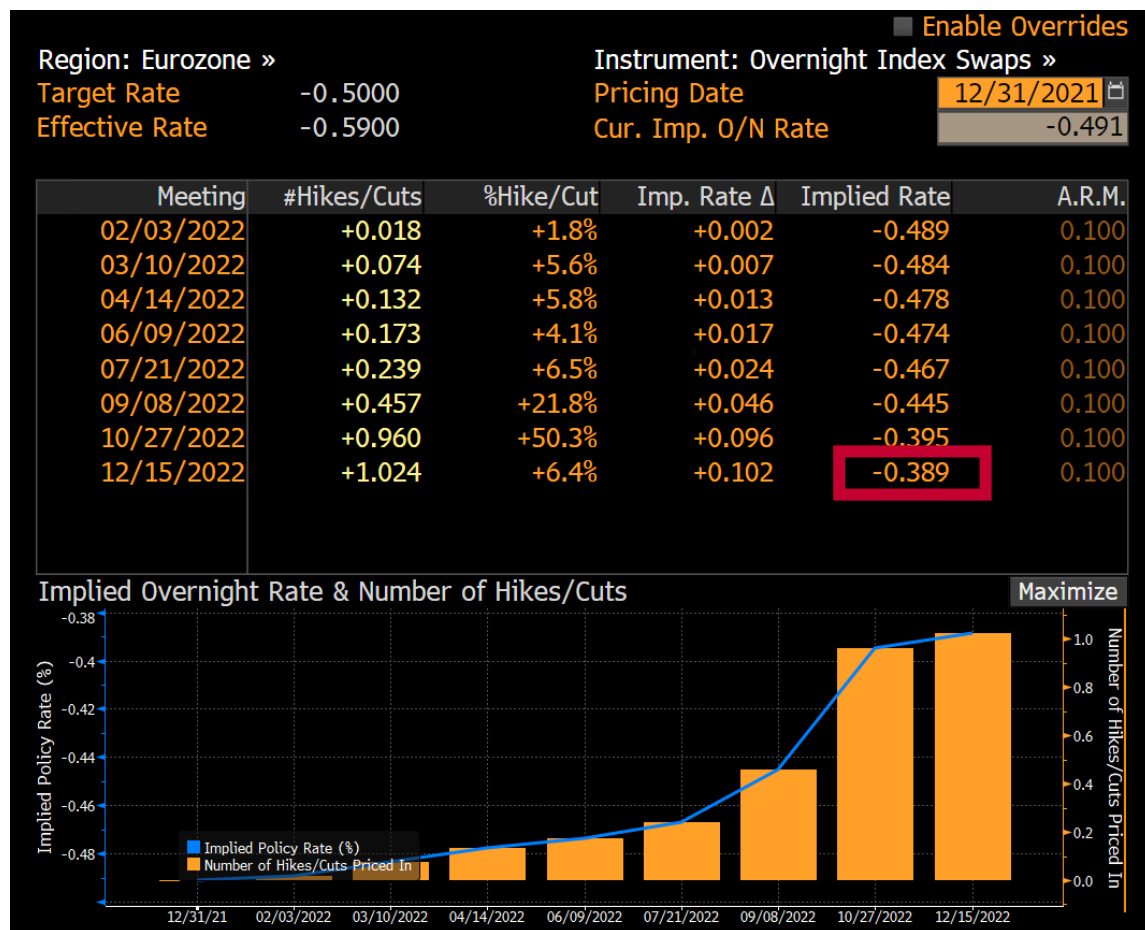 Enable Overrides
Region: Eurozone » Instrument: Overnight Index Swaps »
Target Rate -0.5000 Pricing Date 12/31/2021
Effective Rate -0.5900 Cur. Imp. O/N Rate -0.491
Meeting #Hikes/Cuts %Hike/Cut Imp. Rate Δ Implied Rate A.R.M.
02/03/2022 +0.018 +1.8% +0.002 -0.489 0.100
03/10/2022 +0.074 +5.6% +0.007 -0.484 0.100
04/14/2022 +0.132 +5.8% +0.013 -0.478 0.100
06/09/2022 +0.173 +4.1% +0.017 -0.474 0.100
07/21/2022 +0.239 +6.5% +0.024 -0.467 0.100
09/08/2022 +0.457 +21.8% +0.046 -0.445 0.100
10/27/2022 +0.960 +50.3% +0.096 -0.395 0.100
12/15/2022 +1.024 +6.4% +0.102 -0.389 0.100
Implied Overnight Rate & Number of Hikes/Cuts Maximize
Implied Policy Rate (%)
-0.38
-0.4
-0.42
-0.44
-0.46
-0.48
Implied Policy Rate (%)
Number of Hikes/Cuts Priced In
1.0
0.8
0.6
0.4
0.2
0.0
Number of Hikes/Cuts Priced In
12/31/21 02/03/2022 03/10/2022 04/14/2022 06/09/2022 07/21/2022 09/08/2022 10/27/2022 12/15/2022